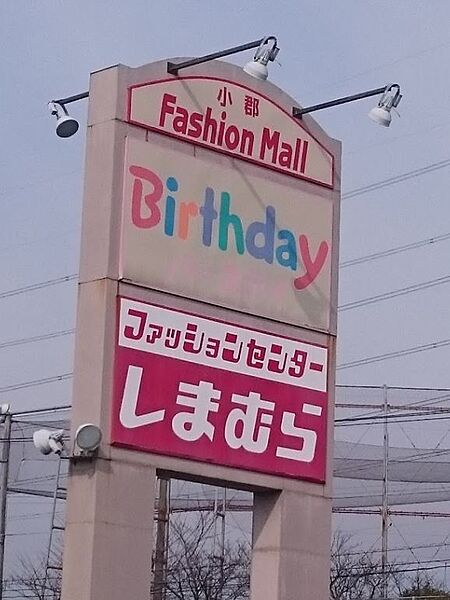 小郡
Fashion Mall
Birthday
ファッションセンター
しまむら